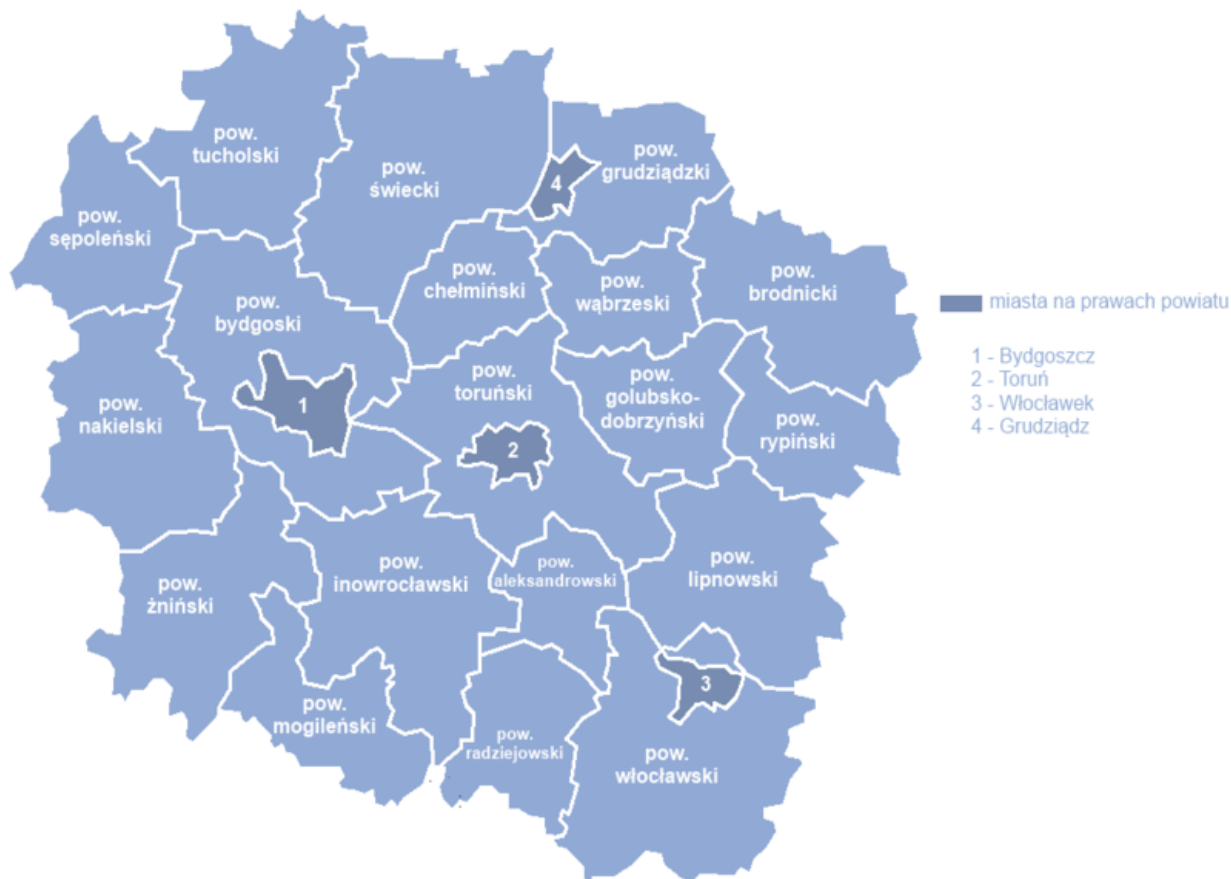 pow.
tucholski
pow.
świecki
pow.
grudziądzki
4
pow.
sępoleński
pow.
bydgoski
pow.
chełmiński
pow.
wąbrzeski
pow.
brodnicki
miasta na prawach powiatu
1 - Bydgoszcz
2 - Toruń
3 - Włocławek
4 - Grudziądz
pow.
nakielski
1
pow.
toruński
2
pow.
golubsko-
dobrzyński
pow.
rypiński
pow.
żniński
pow.
inowrocławski
pow.
aleksandrowski
pow.
lipnowski
3
pow.
mogileński
pow.
radziejowski
pow.
włocławski